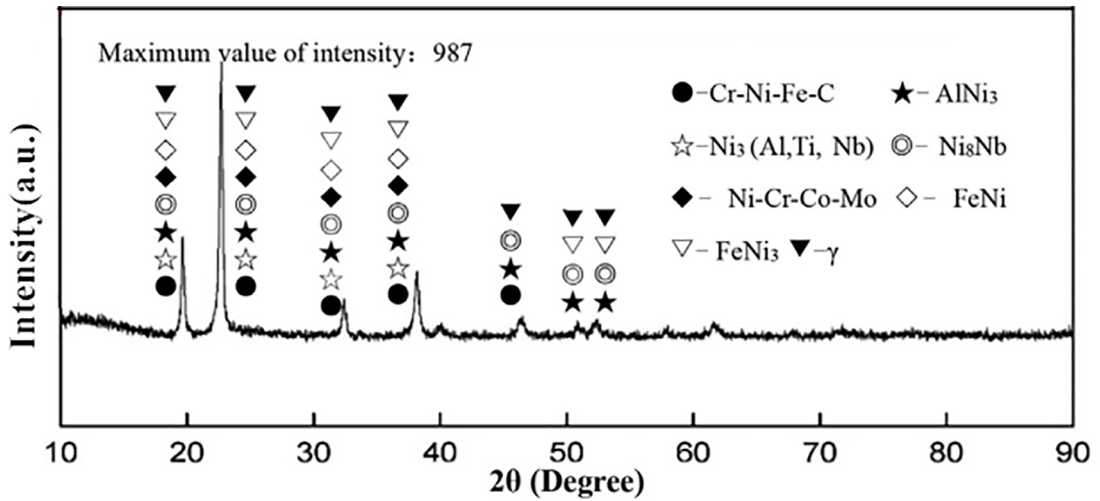 Maximum value of intensity: 987
●–Cr-Ni-Fe-C ★– AlNi₃
☆–Ni₃ (Al,Ti, Nb) ◎– Ni₈Nb
◆– Ni-Cr-Co-Mo ◇– FeNi
▽– FeNi₃ ▼–γ
Intensity(a.u.)
10 20 30 40 50 60 70 80 90
2θ (Degree)